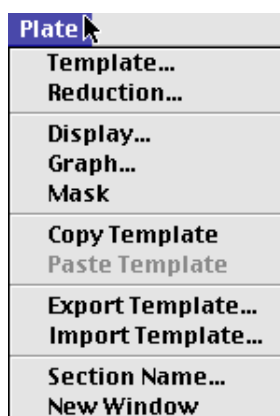 Plate
Template...
Reduction...
Display...
Graph...
Mask
Copy Template
Paste Template
Export Template...
Import Template...
Section Name...
New Window